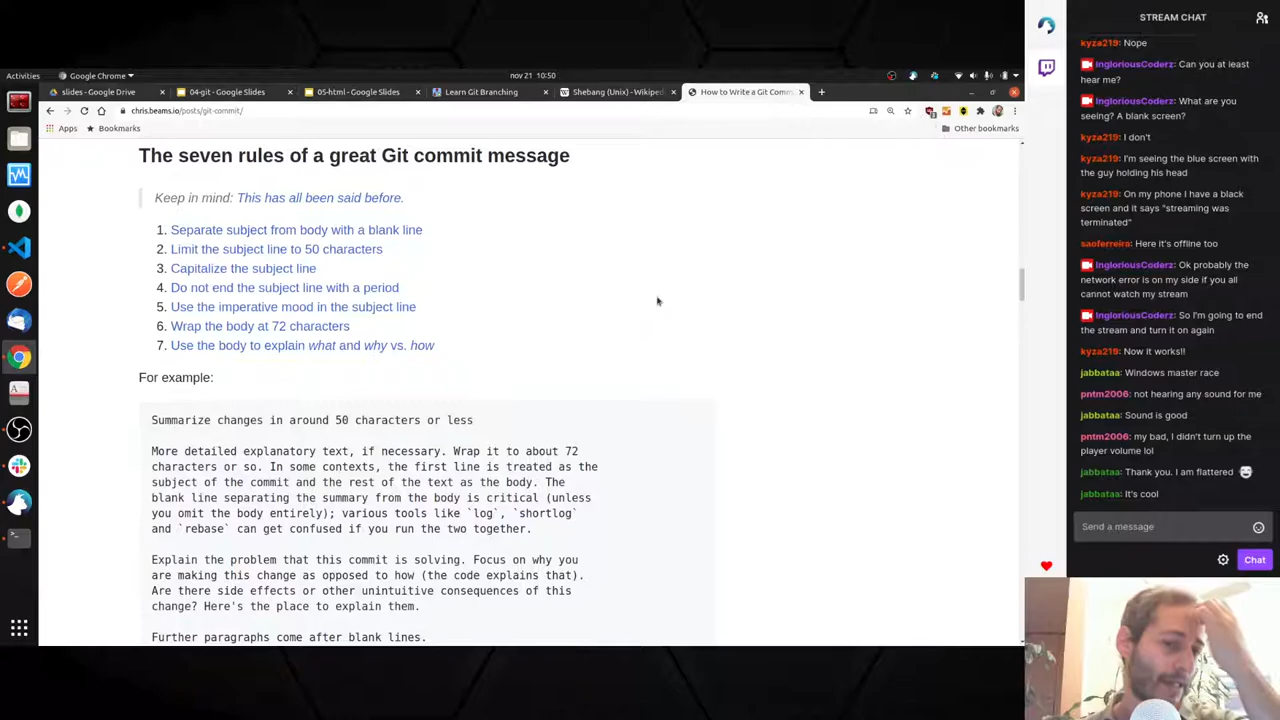 Activities
Google Chrome
nov 21 10:50
slides - Google Drive
04-git - Google Slides
05-html - Google Slides
Learn Git Branching
Shebang (Unix) - Wikiped
How to Write a Git Comm
chris.beams.io/posts/git-commit/
Apps
Bookmarks
Other bookmarks
The seven rules of a great Git commit message
Keep in mind: This has all been said before.
1. Separate subject from body with a blank line
2. Limit the subject line to 50 characters
3. Capitalize the subject line
4. Do not end the subject line with a period
5. Use the imperative mood in the subject line
6. Wrap the body at 72 characters
7. Use the body to explain what and why vs. how
For example:
Summarize changes in around 50 characters or less
More detailed explanatory text, if necessary. Wrap it to about 72
characters or so. In some contexts, the first line is treated as the
subject of the commit and the rest of the text as the body. The
blank line separating the summary from the body is critical (unless
you omit the body entirely); various tools like `log`, `shortlog`
and `rebase` can get confused if you run the two together.
Explain the problem that this commit is solving. Focus on why you
are making this change as opposed to how (the code explains that).
Are there side effects or other unintuitive consequences of this
change? Here's the place to explain them.
Further paragraphs come after blank lines.
STREAM CHAT
kyza219: Nope
IngloriousCoderz: Can you at least
hear me?
IngloriousCoderz: What are you
seeing? A blank screen?
kyza219: I don't
kyza219: I'm seeing the blue screen with
the guy holding his head
kyza219: On my phone I have a black
screen and it says "streaming was
terminated"
saoferreira: Here it's offline too
IngloriousCoderz: Ok probably the
network error is on my side if you all
cannot watch my stream
IngloriousCoderz: So I'm going to end
the stream and turn it on again
kyza219: Now it works!!
jabbataa: Windows master race
pntm2006: not hearing any sound for me
jabbataa: Sound is good
pntm2006: my bad, I didn't turn up the
player volume lol
jabbataa: Thank you. I am flattered
jabbataa: It's cool
Send a message
Chat